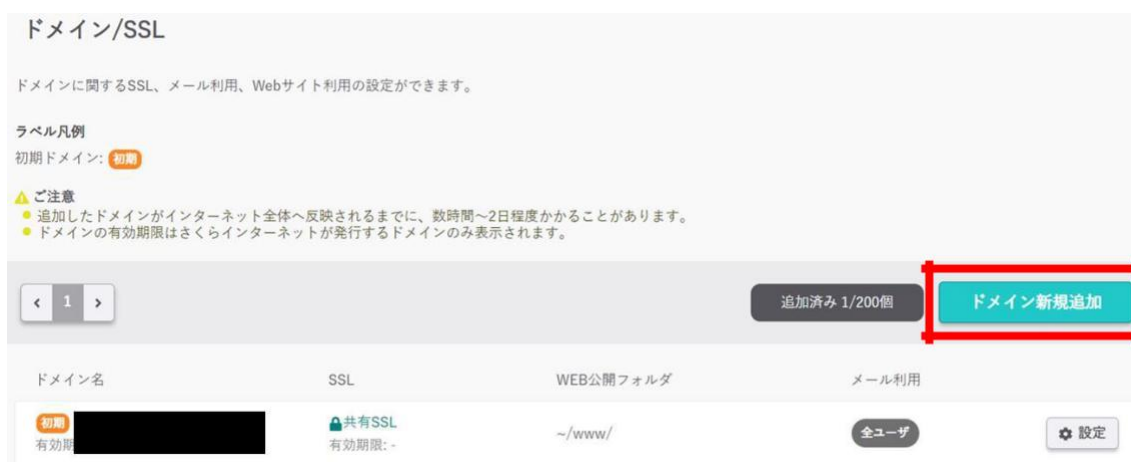 ドメイン/SSL
ドメインに関するSSL、メール利用、Webサイト利用の設定ができます。
ラベル凡例
初期ドメイン: 初期
ご注意
追加したドメインがインターネット全体へ反映されるまでに、数時間～2日程度かかることがあります。
ドメインの有効期限はさくらインターネットが発行するドメインのみ表示されます。
‹ 1 › 追加済み 1/200個 ドメイン新規追加
ドメイン名 SSL WEB公開フォルダ メール利用
初期 共有SSL ~/www/ 全ユーザ 設定
有効期 有効期限: -